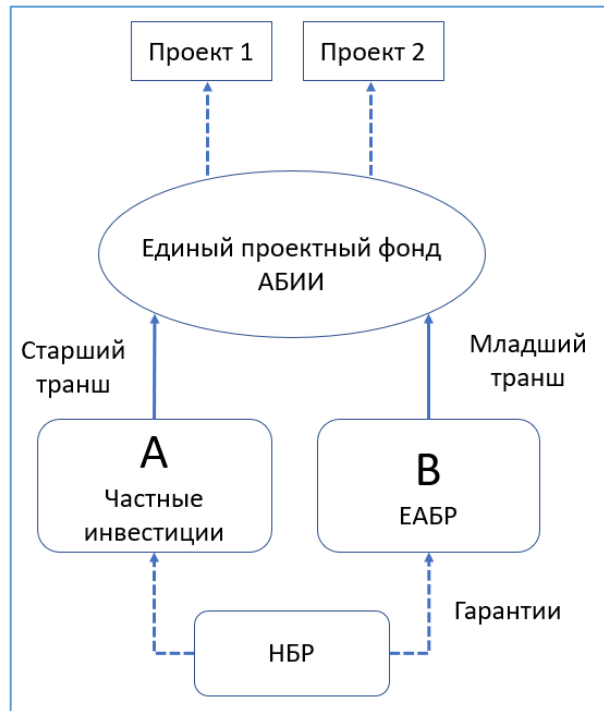 Проект 1
Проект 2
Единый проектный фонд
АБИИ
Старший
транш
Младший
транш
A
Частные
инвестиции
B
ЕАБР
Гарантии
НБР